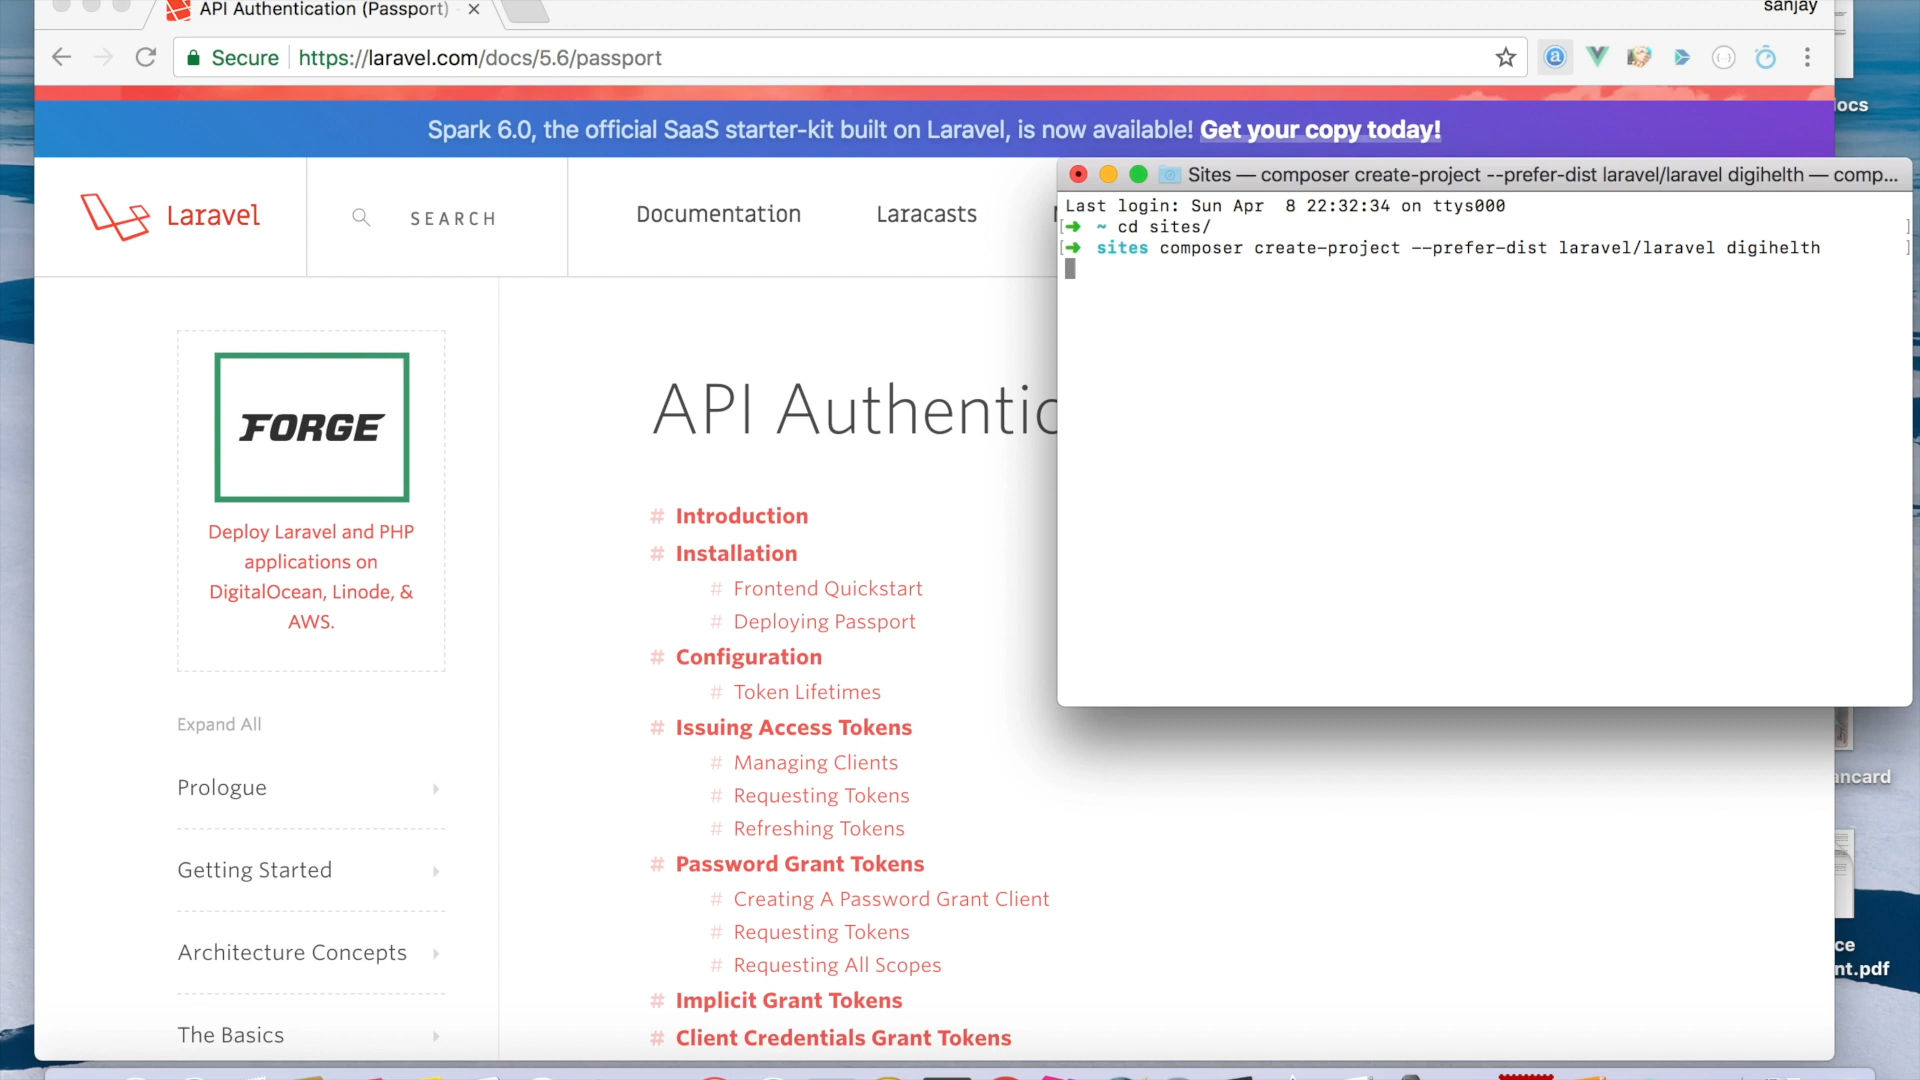 API Authentication (Passport)
sanjay
Secure
https://laravel.com/docs/5.6/passport
Spark 6.0, the official SaaS starter-kit built on Laravel, is now available! Get your copy today!
Laravel
SEARCH
Documentation
Laracasts
Sites — composer create-project --prefer-dist laravel/laravel digihelth — comp...
Last login: Sun Apr  8 22:32:34 on ttys000
[➜  ~ cd sites/ ]
[➜  sites composer create-project --prefer-dist laravel/laravel digihelth ]
FORGE
Deploy Laravel and PHP
applications on
DigitalOcean, Linode, &
AWS.
Expand All
Prologue
Getting Started
Architecture Concepts
The Basics
API Authentic
# Introduction
# Installation
# Frontend Quickstart
# Deploying Passport
# Configuration
# Token Lifetimes
# Issuing Access Tokens
# Managing Clients
# Requesting Tokens
# Refreshing Tokens
# Password Grant Tokens
# Creating A Password Grant Client
# Requesting Tokens
# Requesting All Scopes
# Implicit Grant Tokens
# Client Credentials Grant Tokens
ocs
ancard
ce
nt.pdf